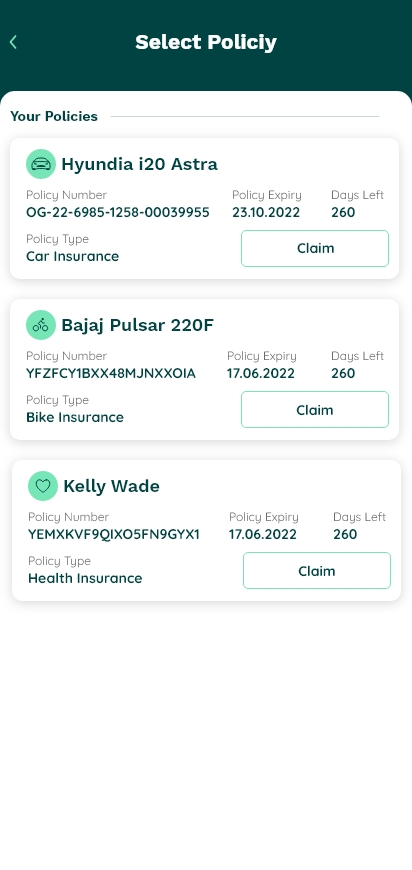 Select Policiy
Your Policies
Hyundia i20 Astra
Policy Number Policy Expiry Days Left
OG-22-6985-1258-00039955 23.10.2022 260
Policy Type
Car Insurance
Claim
Bajaj Pulsar 220F
Policy Number Policy Expiry Days Left
YFZFCY1BXX48MJNXXOIA 17.06.2022 260
Policy Type
Bike Insurance
Claim
Kelly Wade
Policy Number Policy Expiry Days Left
YEMXKVF9QIXO5FN9GYX1 17.06.2022 260
Policy Type
Health Insurance
Claim